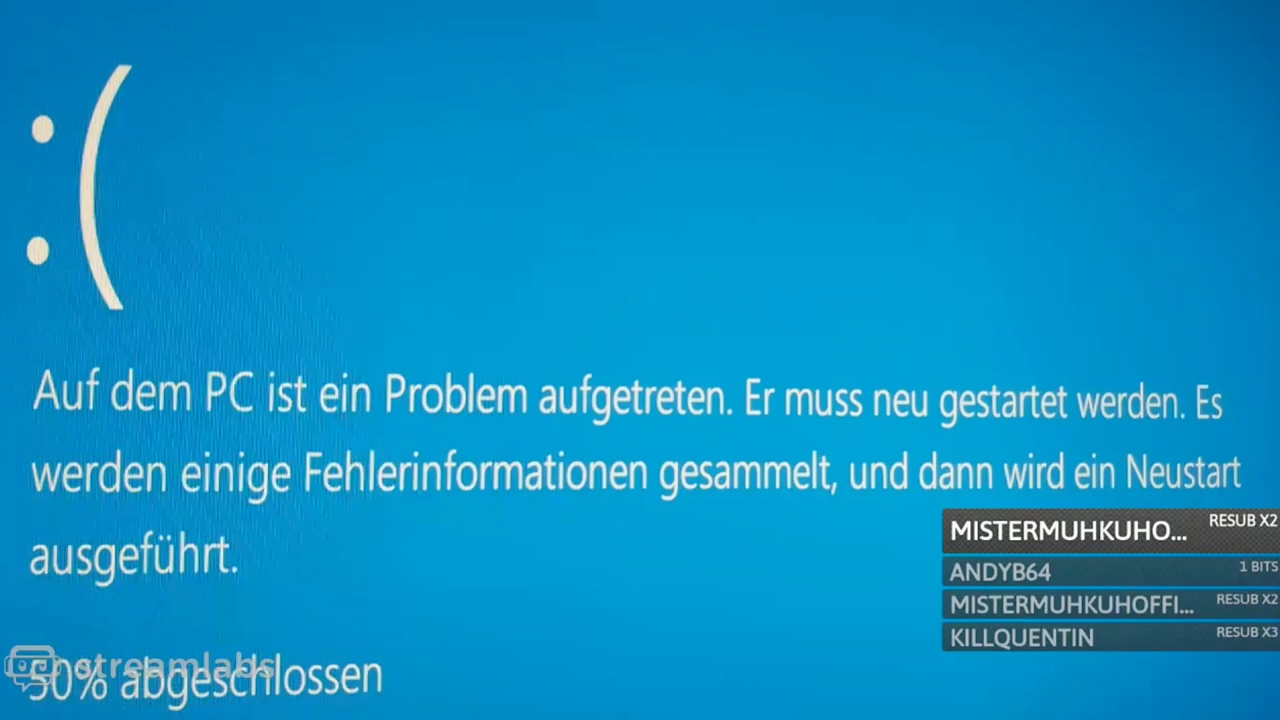 :(
Auf dem PC ist ein Problem aufgetreten. Er muss neu gestartet werden. Es
werden einige Fehlerinformationen gesammelt, und dann wird ein Neustart
ausgeführt.
MISTERMUHKUHO... RESUB X2
ANDYB64 1 BITS
MISTERMUHKUHOFFI... RESUB X2
KILLQUENTIN RESUB X3
streamlabs
50% abgeschlossen